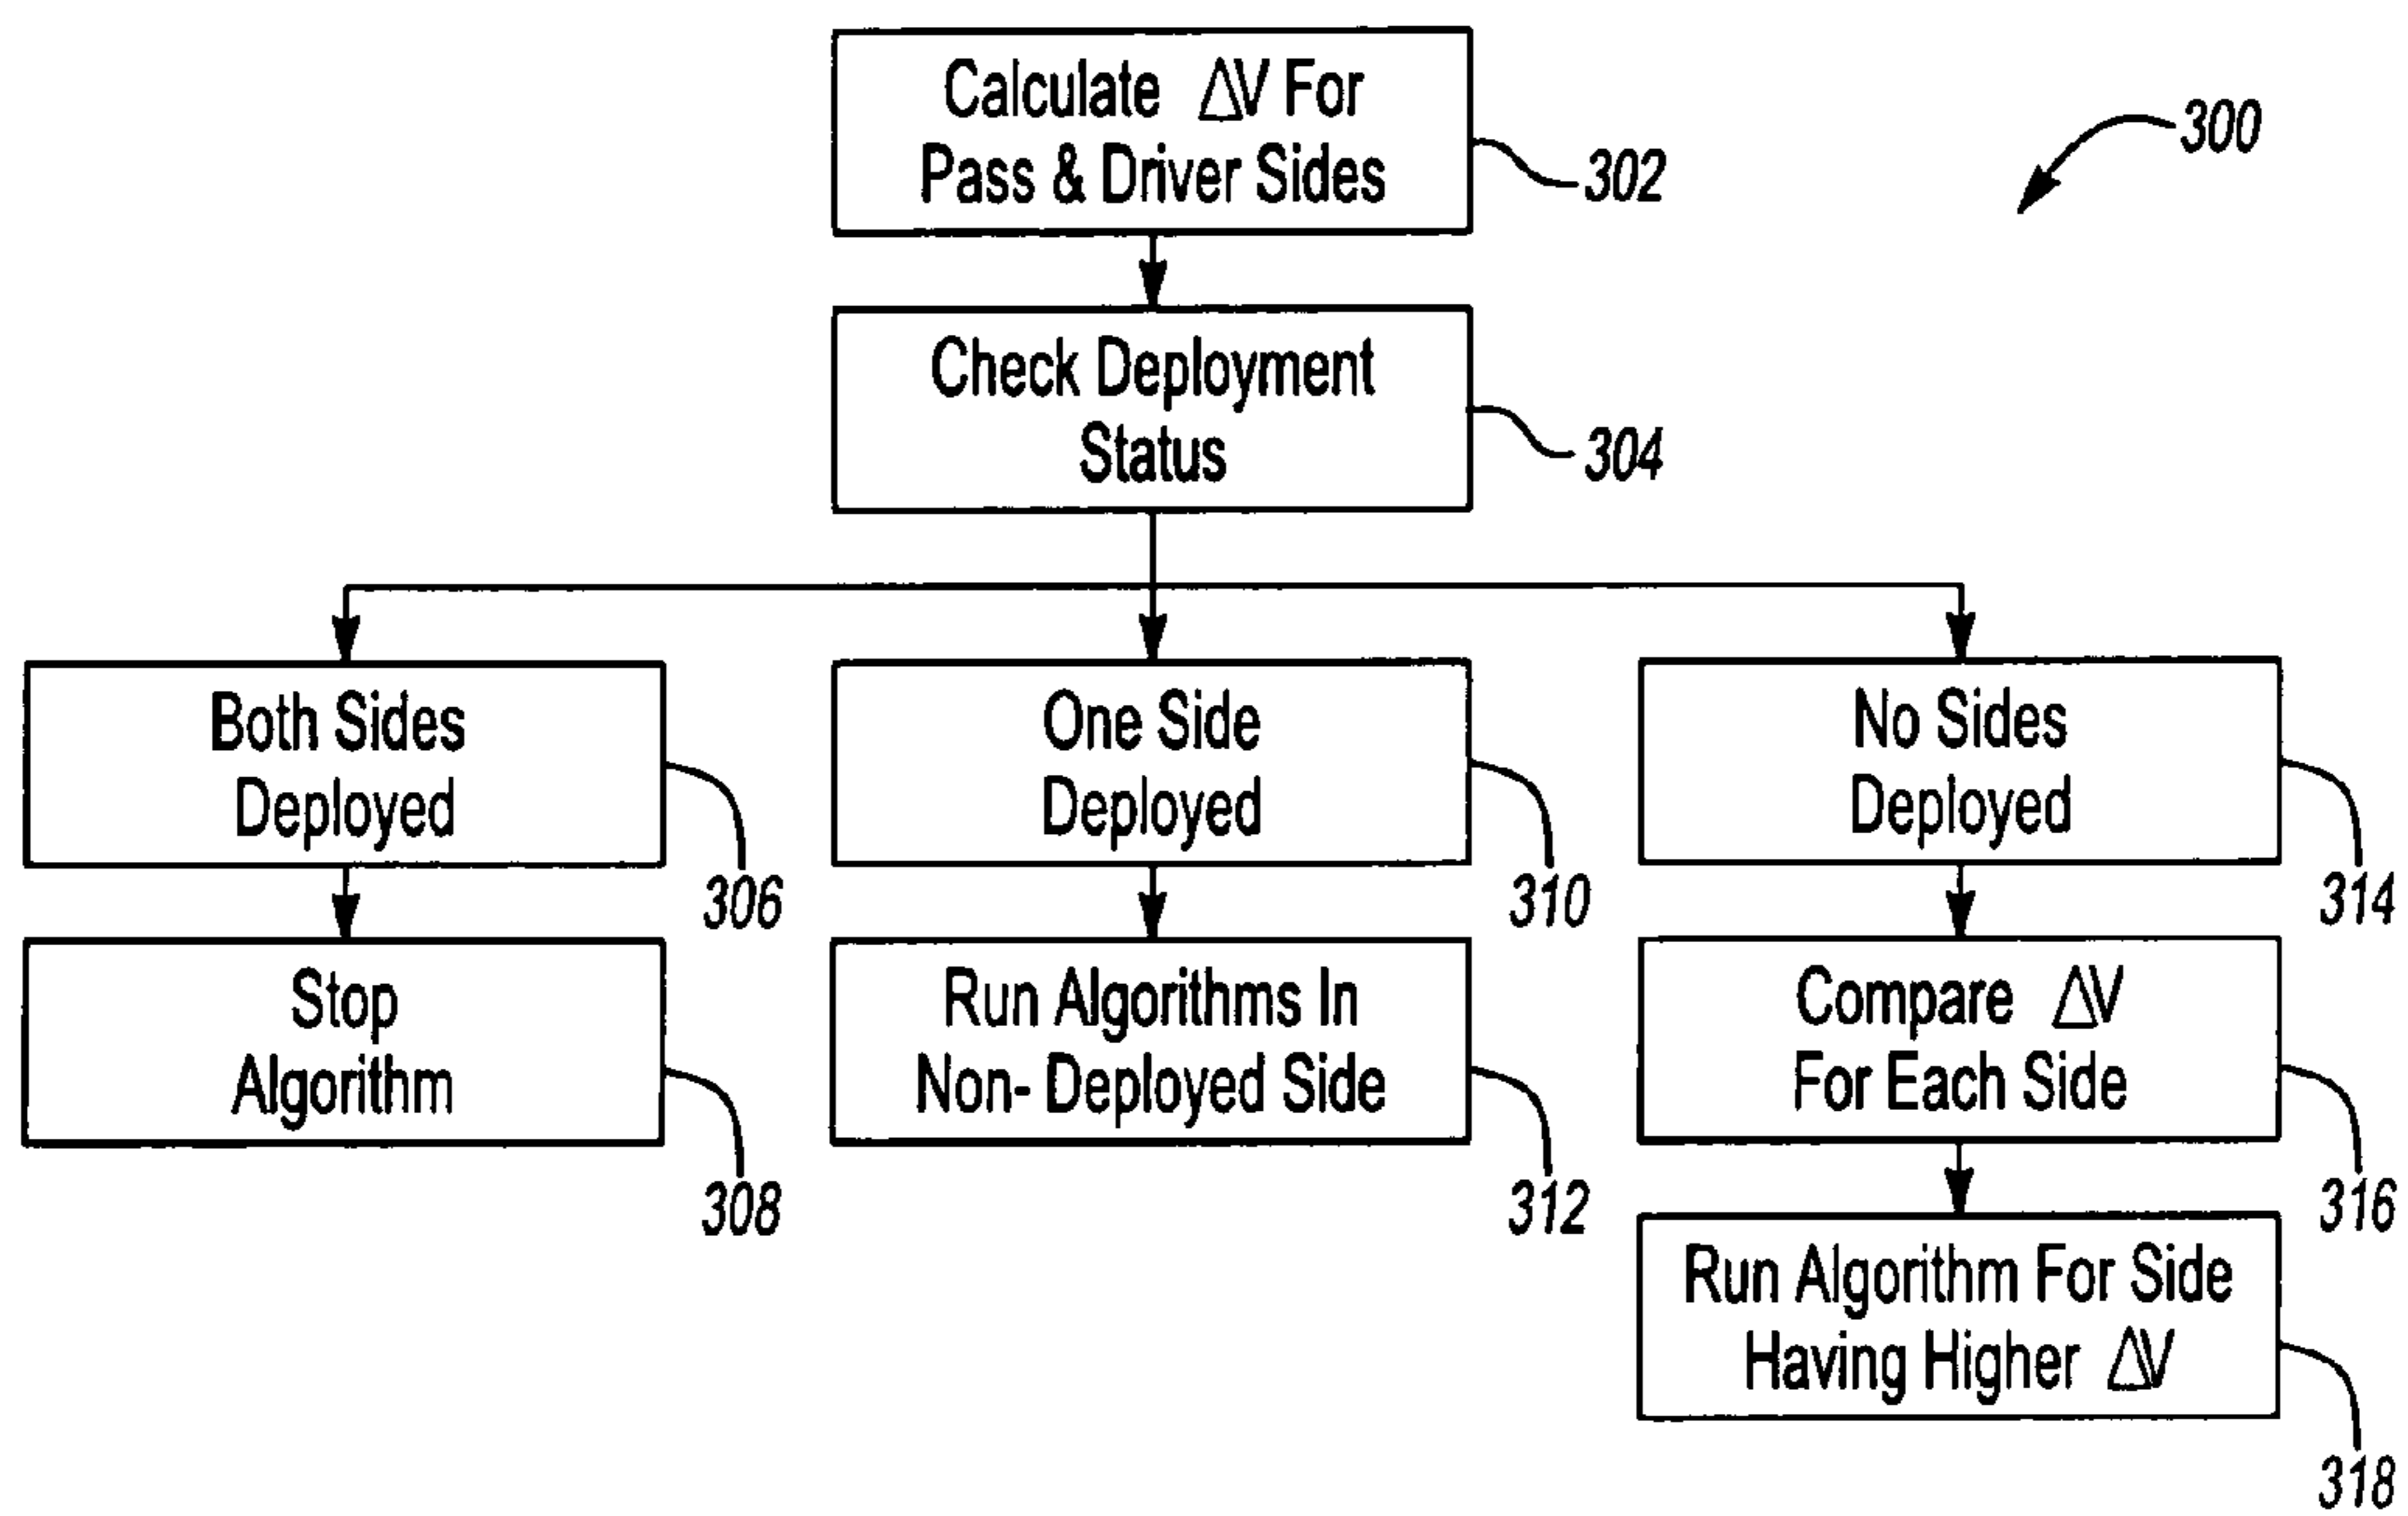 Calculate ΔV For
Pass & Driver Sides
302
300
Check Deployment
Status
304
Both Sides
Deployed
306
One Side
Deployed
310
No Sides
Deployed
314
Stop
Algorithm
308
Run Algorithms In
Non- Deployed Side
312
Compare ΔV
For Each Side
316
Run Algorithm For Side
Having Higher ΔV
318